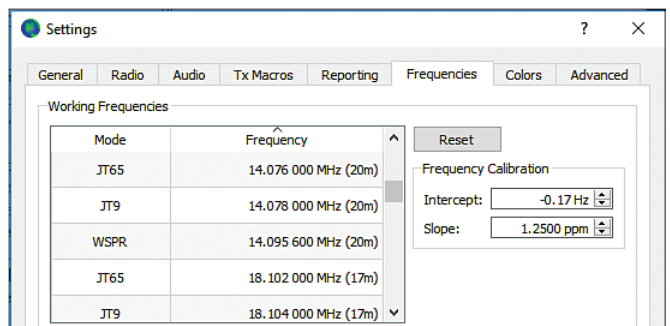 Settings
General Radio Audio Tx Macros Reporting Frequencies Colors Advanced
Working Frequencies
Mode Frequency
JT65 14.076 000 MHz (20m)
JT9 14.078 000 MHz (20m)
WSPR 14.095 600 MHz (20m)
JT65 18.102 000 MHz (17m)
JT9 18.104 000 MHz (17m)
Reset
Frequency Calibration
Intercept: -0.17 Hz
Slope: 1.2500 ppm